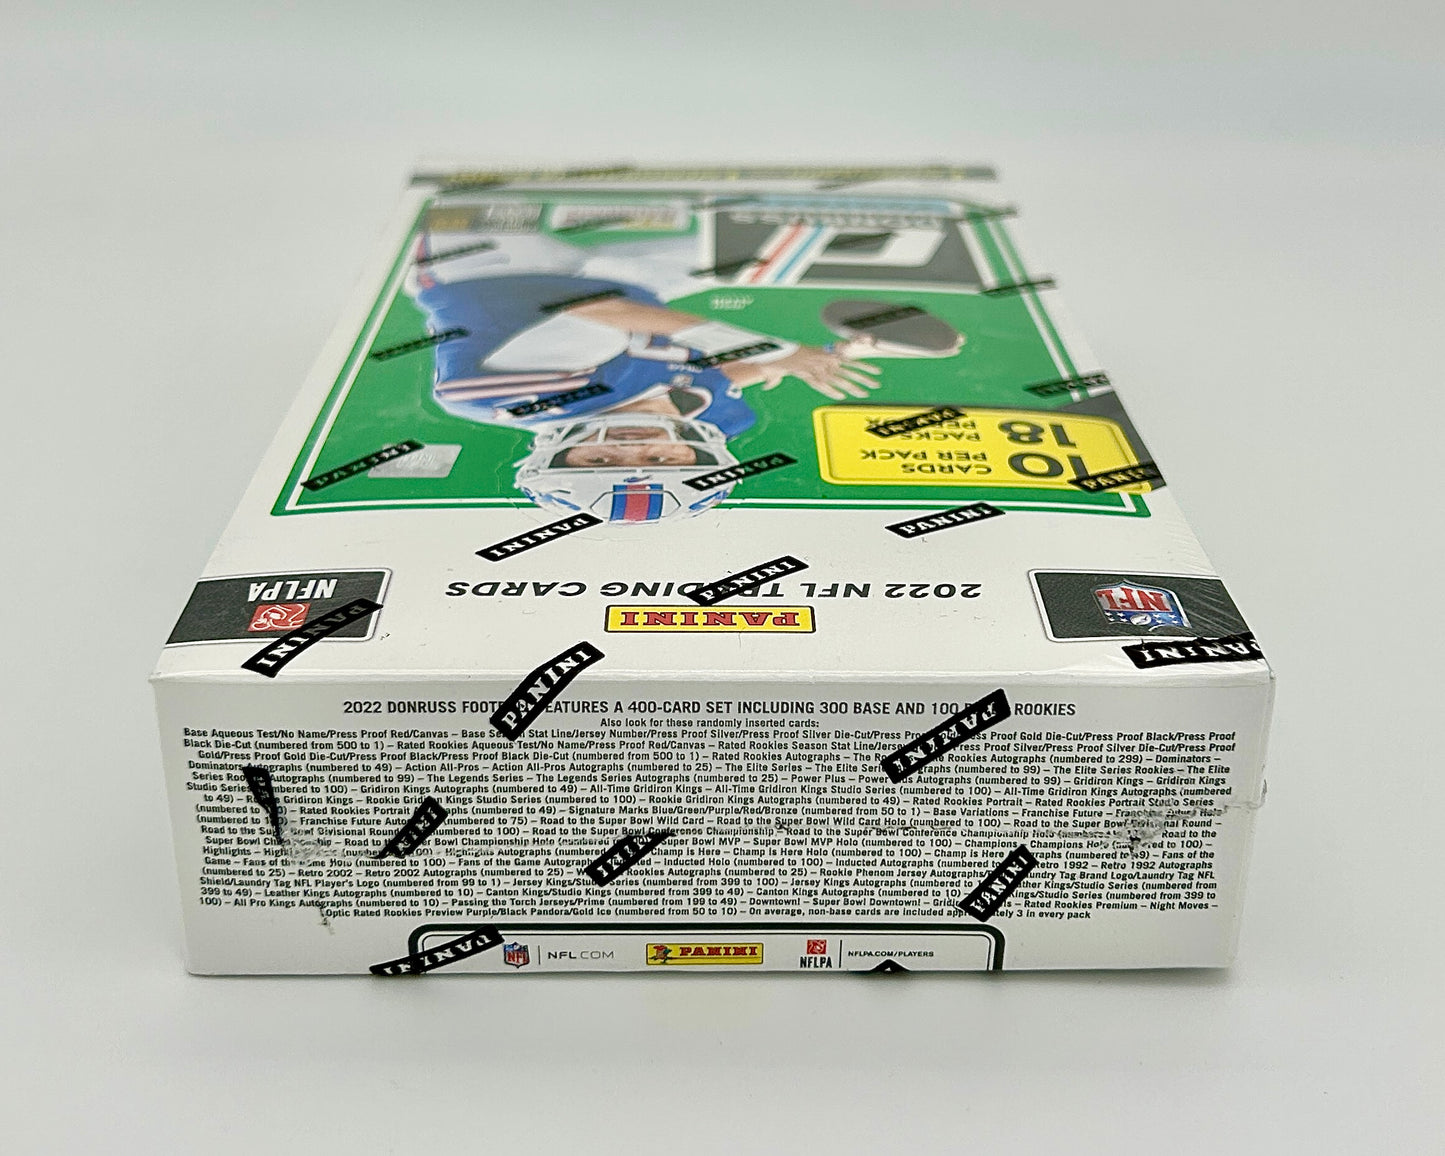 DONRUSS
10
CARDS
PER PACK
18
PACKS
PER BOX
2022 NFL TRADING CARDS
PANINI
NFLPA
NFL
PANINI
PANINI
PANINI
PANINI
PANINI
PANINI
PANINI
2022 DONRUSS FOOTBALL FEATURES A 400-CARD SET INCLUDING 300 BASE AND 100 ROOKIES
Also look for these randomly inserted cards:
Base Aqueous Test/No Name/Press Proof Red/Canvas – Base Season Stat Line/Jersey Number/Press Proof Silver/Press Proof Silver Die-Cut/Press Proof Gold Die-Cut/Press Proof Black/Press Proof
Black Die-Cut (numbered from 500 to 1) – Rated Rookies Aqueous Test/No Name/Press Proof Red/Canvas – Rated Rookies Season Stat Line/Jersey Press Proof Silver/Press Proof Silver Die-Cut/Press Proof
Gold/Press Proof Gold Die-Cut/Press Proof Black/Press Proof Black Die-Cut (numbered from 500 to 1) – Rated Rookies Autographs – The Rookies Autographs (numbered to 299) – Dominators –
Dominators Autographs (numbered to 49) – Action All-Pros – Action All-Pros Autographs (numbered to 25) – The Elite Series – The Elite Series Autographs (numbered to 99) – The Elite Series Rookies – The Elite
Series Rookies Autographs (numbered to 99) – The Legends Series – The Legends Series Autographs (numbered to 25) – Power Plus – Power Plus Autographs (numbered to 99) – Gridiron Kings – Gridiron Kings
Studio Series (numbered to 100) – Gridiron Kings Autographs (numbered to 49) – All-Time Gridiron Kings – All-Time Gridiron Kings Studio Series (numbered to 100) – All-Time Gridiron Kings Autographs (numbered
to 49) – Rookie Gridiron Kings – Rookie Gridiron Kings Studio Series (numbered to 100) – Rookie Gridiron Kings Autographs (numbered to 49) – Rated Rookies Portrait – Rated Rookies Portrait Studio Series
(numbered to 100) – Rated Rookies Portrait Autographs (numbered to 49) – Signature Marks Blue/Green/Purple/Red/Bronze (numbered from 50 to 1) – Base Variations – Franchise Future – Franchise Future Holo
(numbered to 100) – Franchise Future Autographs (numbered to 75) – Road to the Super Bowl Wild Card – Road to the Super Bowl Wild Card Holo (numbered to 100) – Road to the Super Bowl Divisional Round –
Road to the Super Bowl Divisional Round (numbered to 100) – Road to the Super Bowl Conference Championship – Road to the Super Bowl Conference Championship Holo (numbered to – Road to the
Super Bowl Championship – Road to Super Bowl Championship Holo (numbered to 100) – Super Bowl MVP – Super Bowl MVP Holo (numbered to 100) – Champions – Champions Holo (numbered to 100) –
Highlights – Highlights (numbered to 100) – Highlights Autographs (numbered to 25) – Champ is Here – Champ is Here Holo (numbered to 100) – Champ is Here Autographs (numbered to 49) – Fans of the
Game – Fans of the Game Holo (numbered to 100) – Fans of the Game Autographs – Inducted – Inducted Holo (numbered to 100) – Inducted Autographs (numbered to 25) – Retro 1992 – Retro 1992 Autographs
(numbered to 25) – Retro 2002 – Retro 2002 Autographs (numbered to 25) – Rookies Autographs (numbered to 25) – Rookie Phenom Jersey Autographs/Laundry Tag Brand Logo/Laundry Tag NFL
Shield/Laundry Tag NFL Player's Logo (numbered from 99 to 1) – Jersey Kings/Studio Series (numbered from 399 to 100) – Jersey Kings Autographs (numbered to – Leather Kings/Studio Series (numbered from 399 to
399 to 49) – Leather Kings Autographs (numbered to 10) – Canton Kings/Studio Kings (numbered from 399 to 49) – Canton Kings Autographs (numbered to – (numbered from 399 to
100) – All Pro Kings Autographs (numbered to 10) – Passing the Torch Jerseys/Prime (numbered from 199 to 49) – Downtown! – Super Bowl Downtown! – – Rated Rookies Premium – Night Moves –
Optic Rated Rookies Preview Purple/Black Pandora/Gold Ice (numbered from 50 to 10) – On average, non-base cards are included approximately 3 in every pack
NFL
NFL.COM
PANINI
NFLPA
NFLPA.COM/PLAYERS